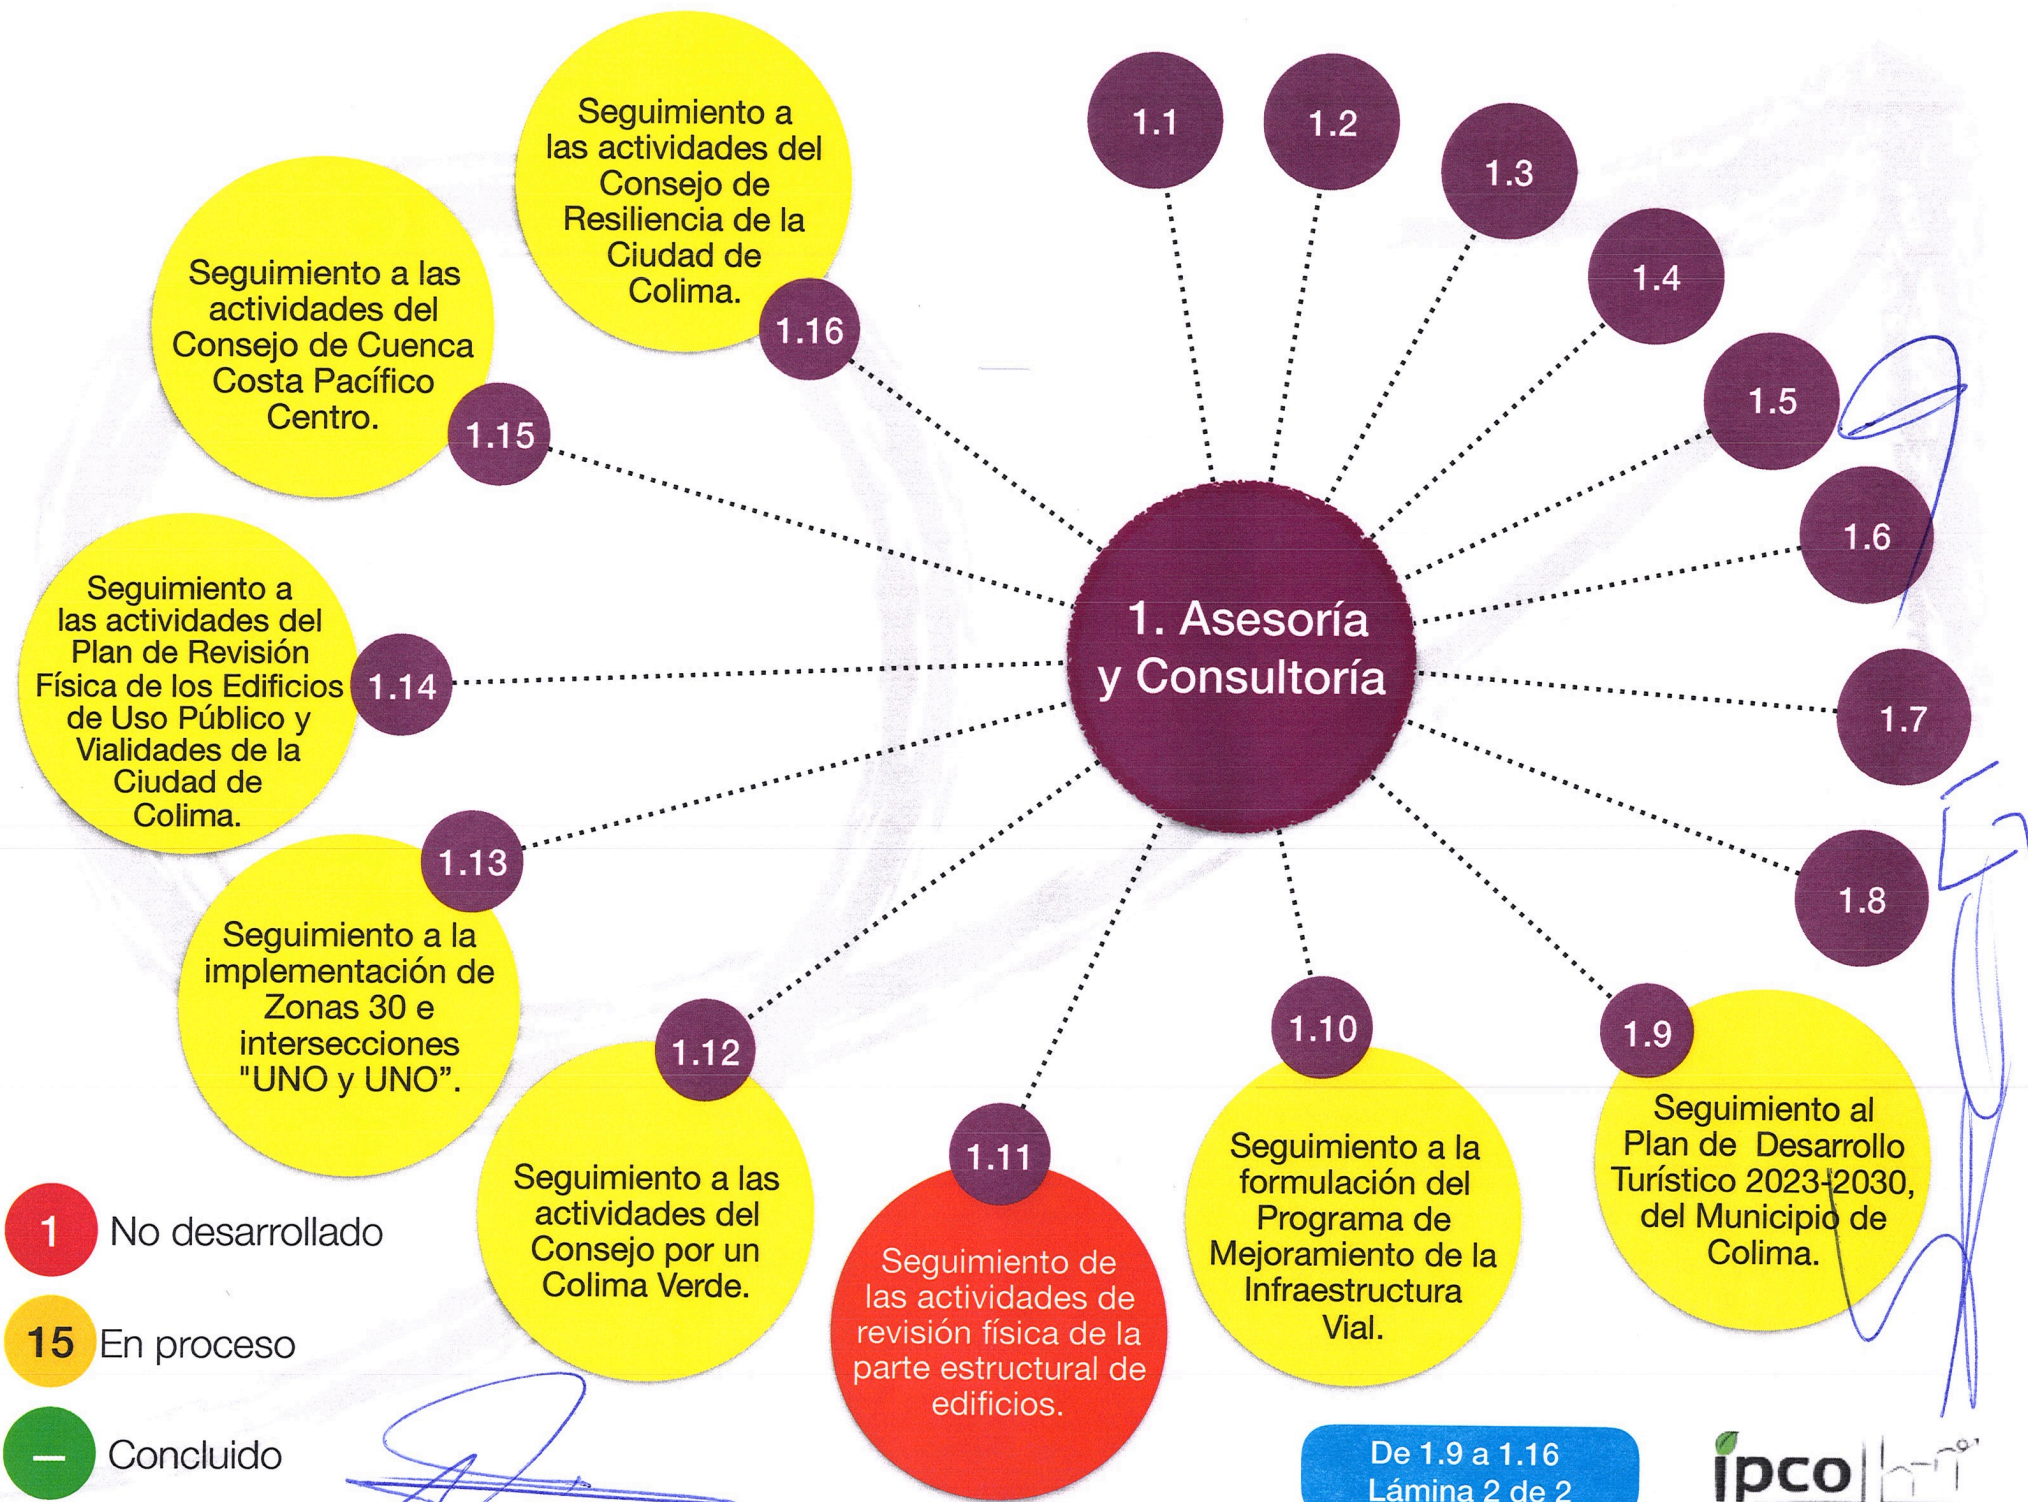 Seguimiento a
las actividades del
Consejo de
Resiliencia de la
Ciudad de
Colima.
1.16
Seguimiento a las
actividades del
Consejo de Cuenca
Costa Pacífico
Centro.
1.15
Seguimiento a
las actividades del
Plan de Revisión
Física de los Edificios
de Uso Público y
Vialidades de la
Ciudad de
Colima.
1.14
1.13
Seguimiento a la
implementación de
Zonas 30 e
intersecciones
"UNO y UNO”.
1.12
Seguimiento a las
actividades del
Consejo por un
Colima Verde.
1.11
Seguimiento de
las actividades de
revisión física de la
parte estructural de
edificios.
1.10
Seguimiento a la
formulación del
Programa de
Mejoramiento de la
Infraestructura
Vial.
1.9
Seguimiento al
Plan de Desarrollo
Turístico 2023-2030,
del Municipio de
Colima.
1.1
1.2
1.3
1.4
1.5
1.6
1.7
1.8
1. Asesoría
y Consultoría
1 No desarrollado
15 En proceso
— Concluido
De 1.9 a 1.16
Lámina 2 de 2
ipco